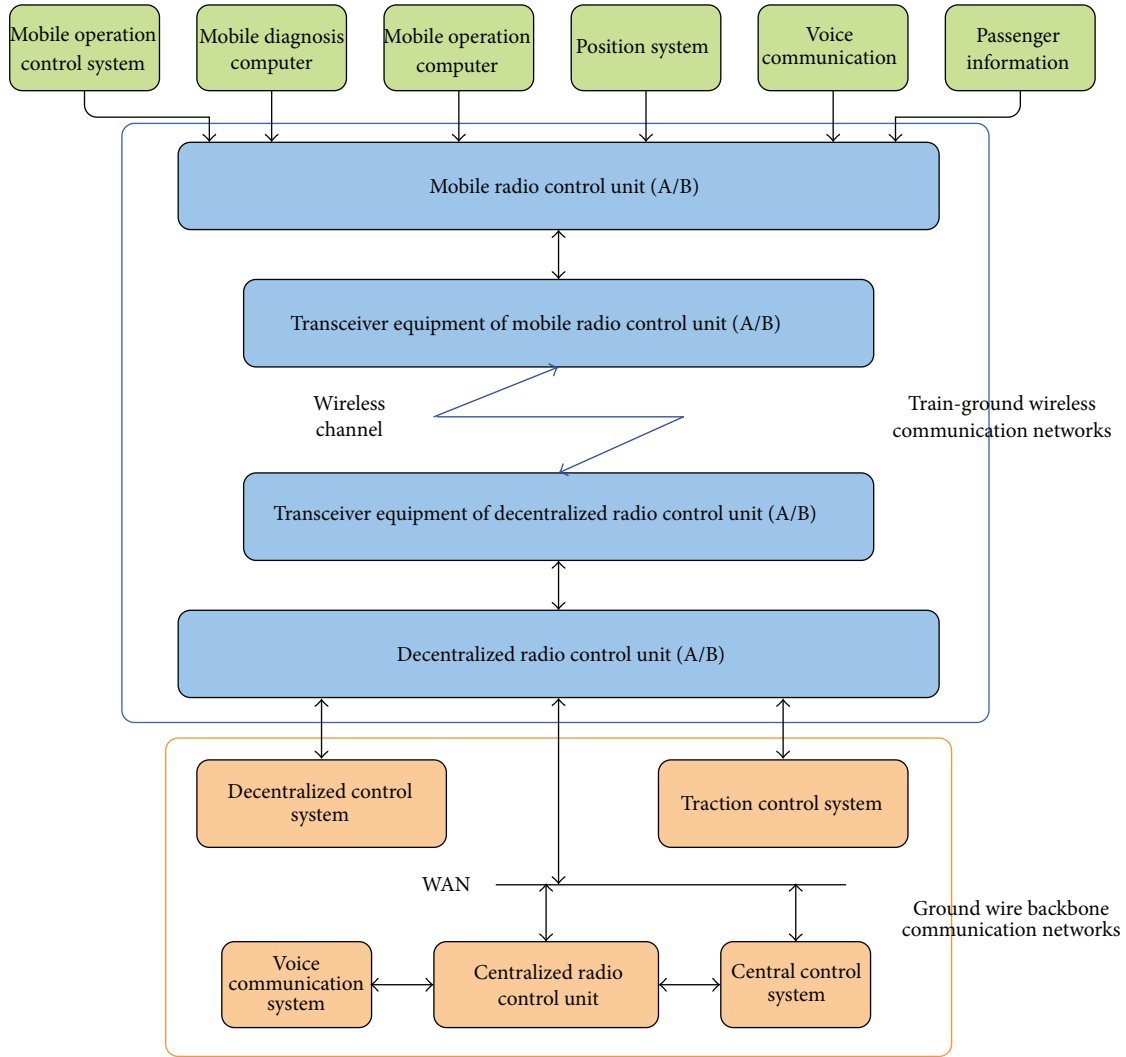 Mobile operation
control system
Mobile diagnosis
computer
Mobile operation
computer
Position system
Voice
communication
Passenger
information
Mobile radio control unit (A/B)
Transceiver equipment of mobile radio control unit (A/B)
Wireless
channel
Train-ground wireless
communication networks
Transceiver equipment of decentralized radio control unit (A/B)
Decentralized radio control unit (A/B)
Decentralized control
system
Traction control system
WAN
Ground wire backbone
communication networks
Voice
communication
system
Centralized radio
control unit
Central control
system